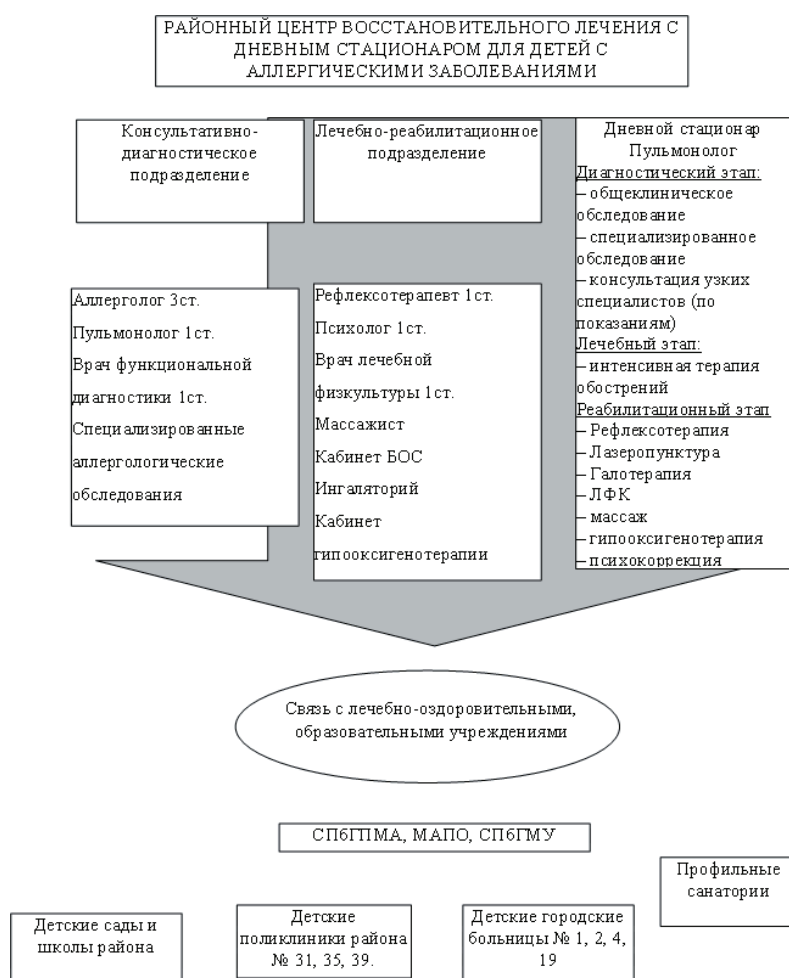 РАЙОННЫЙ ЦЕНТР ВОССТАНОВИТЕЛЬНОГО ЛЕЧЕНИЯ С
ДНЕВНЫМ СТАЦИОНАРОМ ДЛЯ ДЕТЕЙ С
АЛЛЕРГИЧЕСКИМИ ЗАБОЛЕВАНИЯМИ
Консультативно-
диагностическое
подразделение
Лечебно-реабилитационное
подразделение
Дневной стационар
Пульмонолог
Диагностический этап:
– общеклиническое
обследование
– специализированное
обследование
– консультация узких
специалистов (по
показаниям)
Лечебный этап:
– интенсивная терапия
обострений
Реабилитационный этап
– Рефлексотерапия
– Лазеропунктура
– Галотерапия
– ЛФК
– массаж
– гипооксигенотерапия
– психокоррекция
Аллерголог 3ст.
Пульмонолог 1ст.
Врач функциональной
диагностики 1ст.
Специализированные
аллергологические
обследования
Рефлексотерапевт 1ст.
Психолог 1ст.
Врач лечебной
физкультуры 1ст.
Массажист
Кабинет БОС
Ингаляторий
Кабинет
гипооксигенотерапии
Связь с лечебно-оздоровительными,
образовательными учреждениями
СПбГПМА, МАПО, СПбГМУ
Профильные
санатории
Детские сады и
школы района
Детские
поликлиники района
№ 31, 35, 39.
Детские городские
больницы № 1, 2, 4,
19